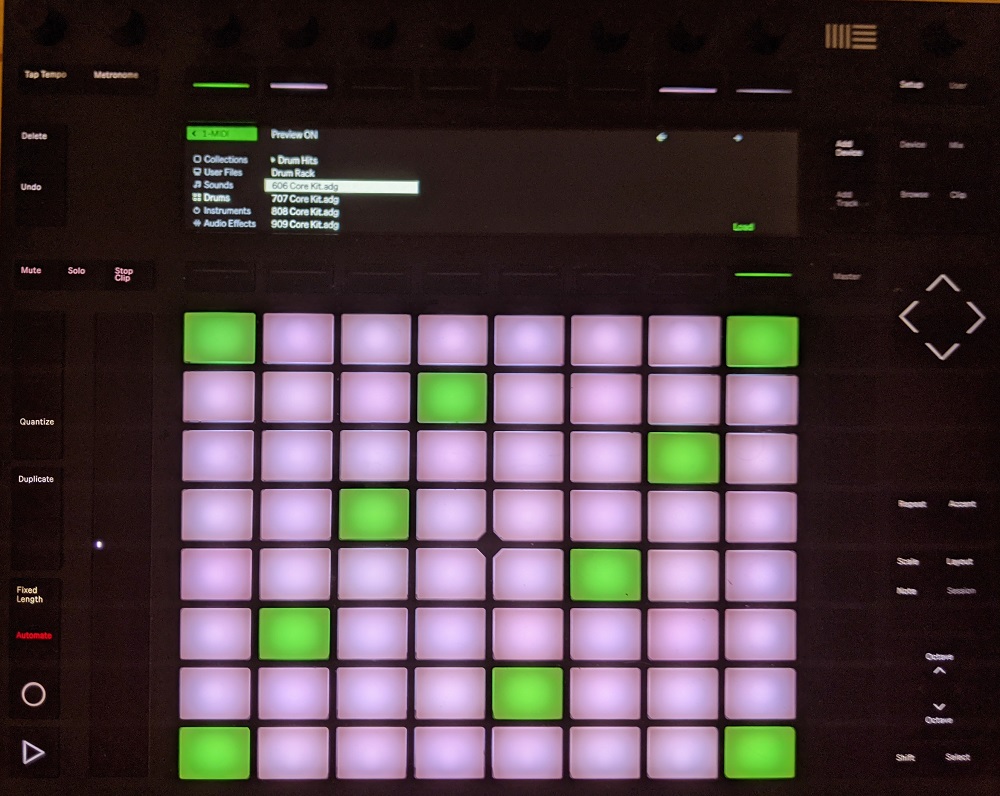 Tap Tempo
Metronome
Setup
User
Delete
< 1-MIDI
Preview ON
Add
Device
Device
Mix
Collections
Drum Hits
User Files
Drum Rack
Undo
Sounds
606 Core Kit.adg
Add
Track
Browse
Clip
Drums
707 Core Kit.adg
Instruments
808 Core Kit.adg
Audio Effects
909 Core Kit.adg
Load
Mute
Solo
Stop
Clip
Master
Quantize
Duplicate
Repeat
Accent
Scale
Layout
Fixed
Length
Note
Session
Automate
Octave
Octave
Shift
Select